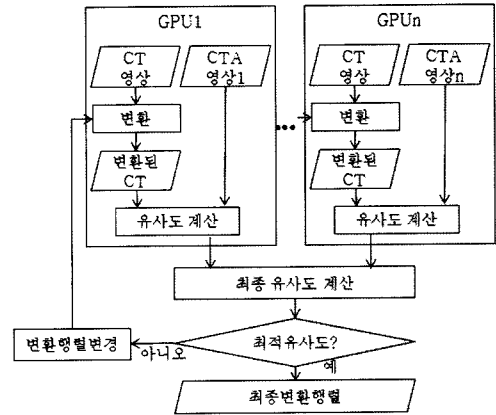 GPU1
CT
영상
CTA
영상1
변환
변환된
CT
유사도 계산
GPUn
CT
영상
CTA
영상n
변환
변환된
CT
유사도 계산
최종 유사도 계산
최적유사도?
아니오
변환행렬변경
예
최종변환행렬